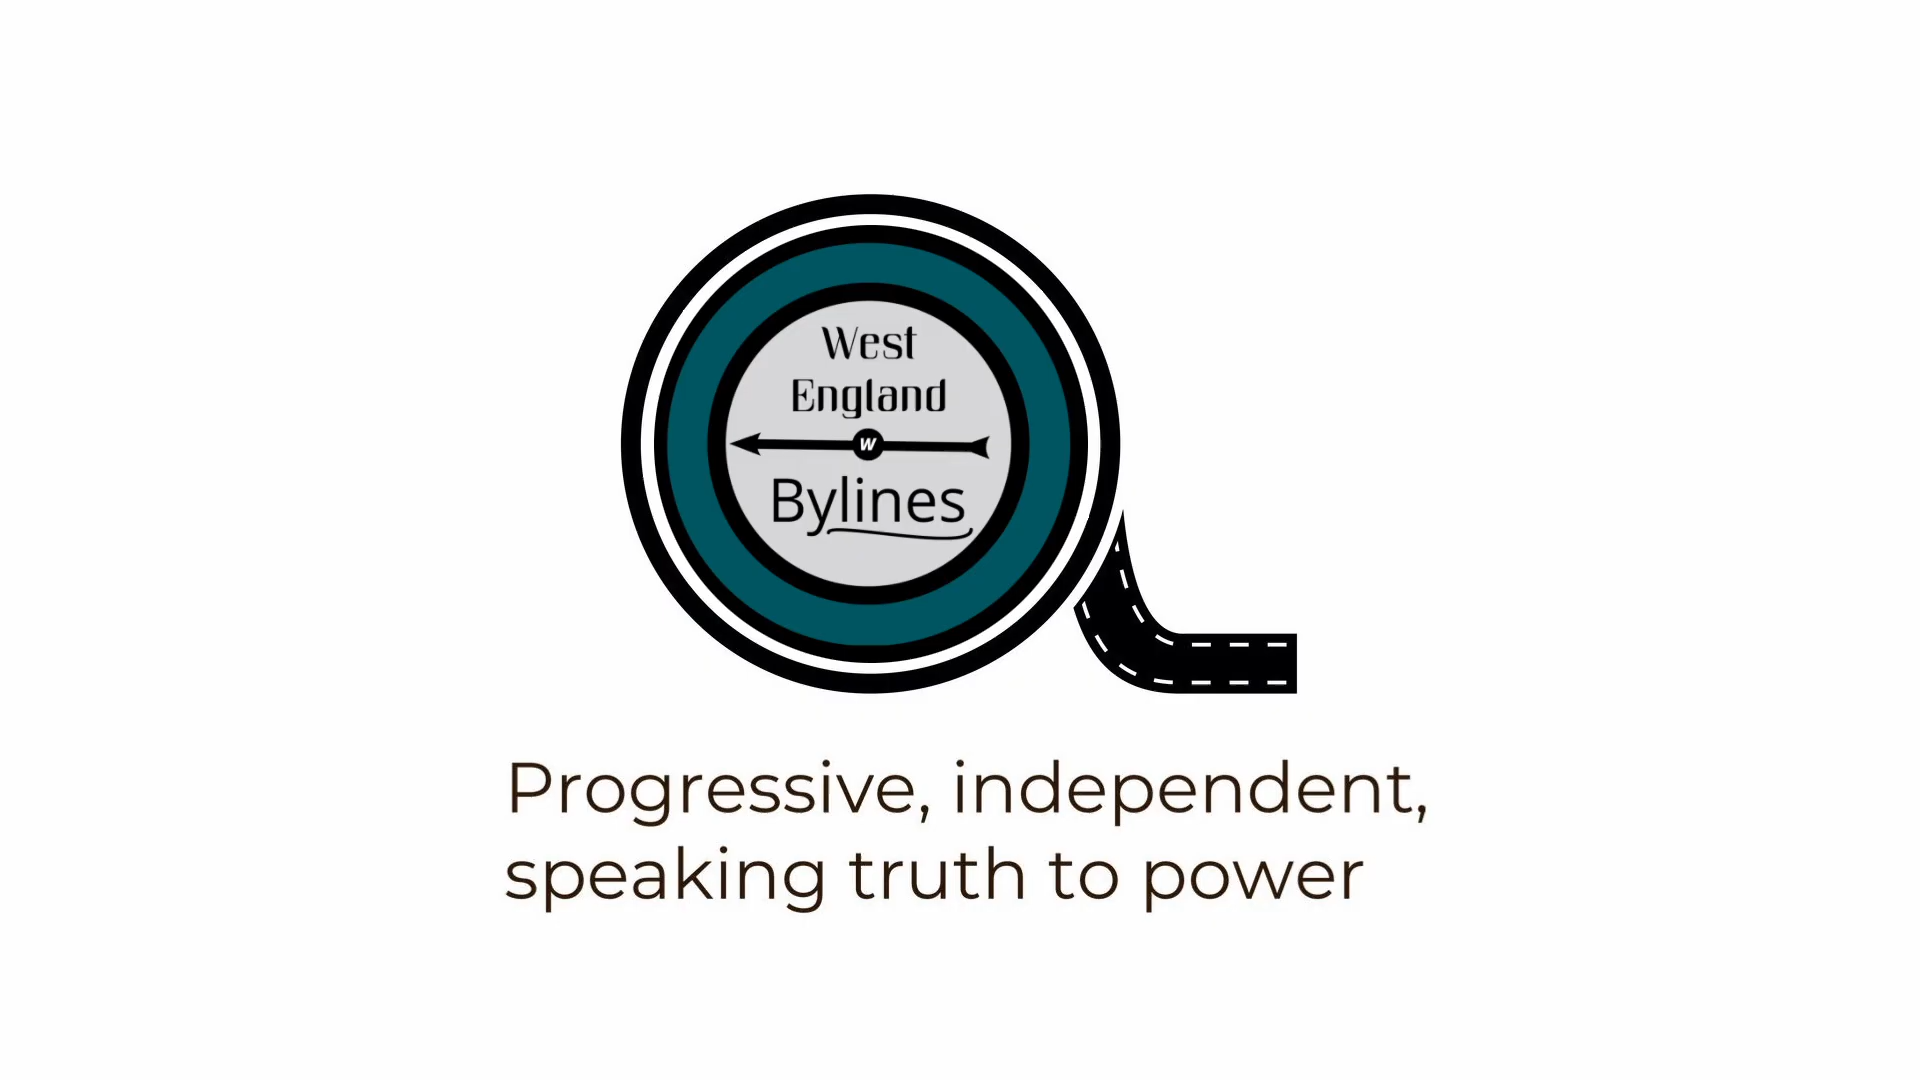 West
England
W
Bylines
Progressive, independent,
speaking truth to power